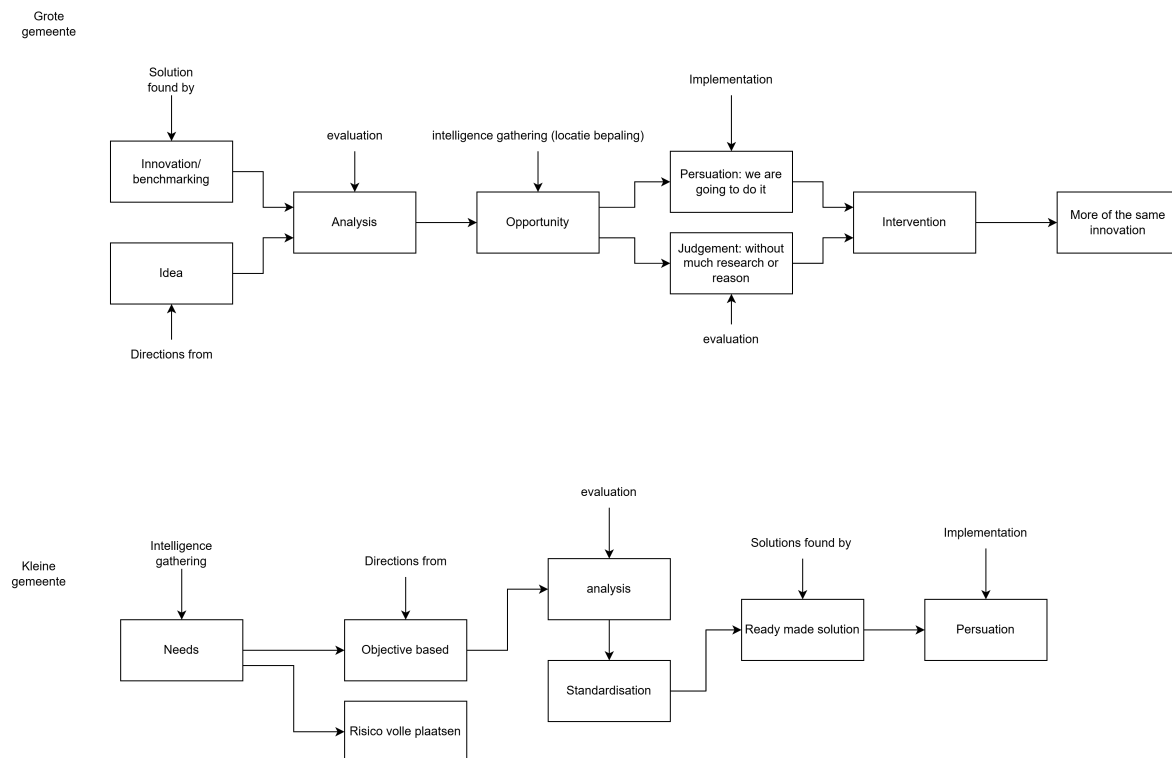 Grote
gemeente
Solution
found by
Implementation
evaluation
intelligence gathering (locatie bepaling)
Innovation/
benchmarking
Persuation: we are
going to do it
Analysis
Opportunity
Intervention
More of the same
innovation
Idea
Judgement: without
much research or
reason
Directions from
evaluation
evaluation
Kleine
gemeente
Intelligence
gathering
Directions from
Solutions found by
Implementation
analysis
Needs
Objective based
Ready made solution
Persuation
Standardisation
Risico volle plaatsen